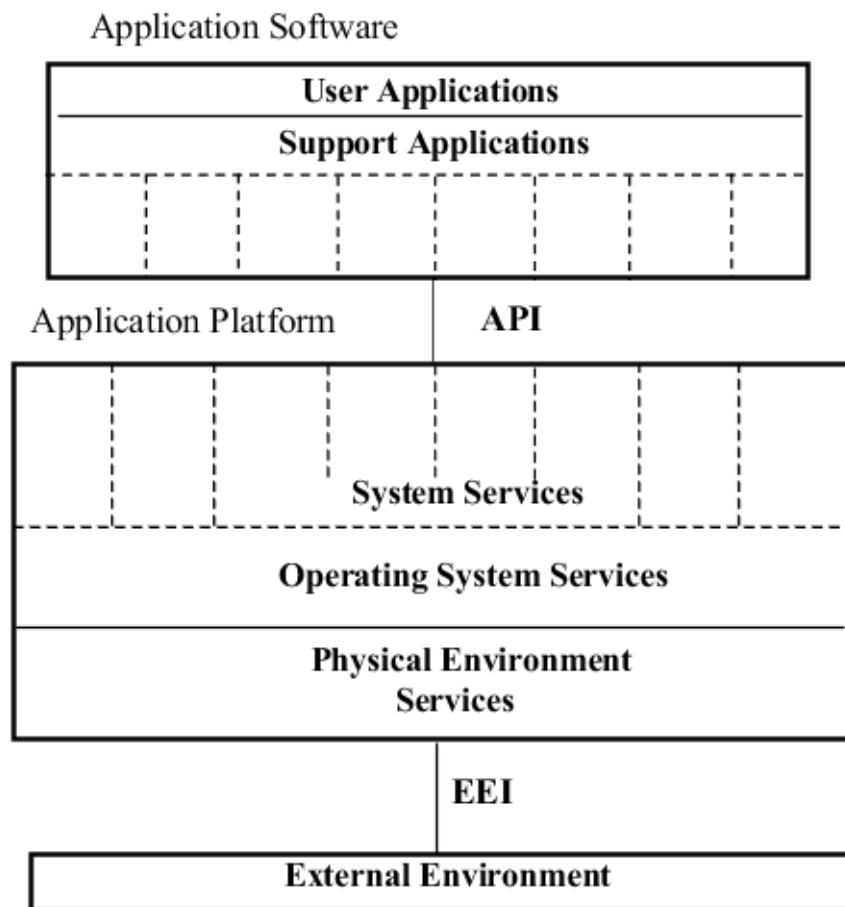 Application Software
User Applications
Support Applications
Application Platform
API
System Services
Operating System Services
Physical Environment
Services
EEI
External Environment